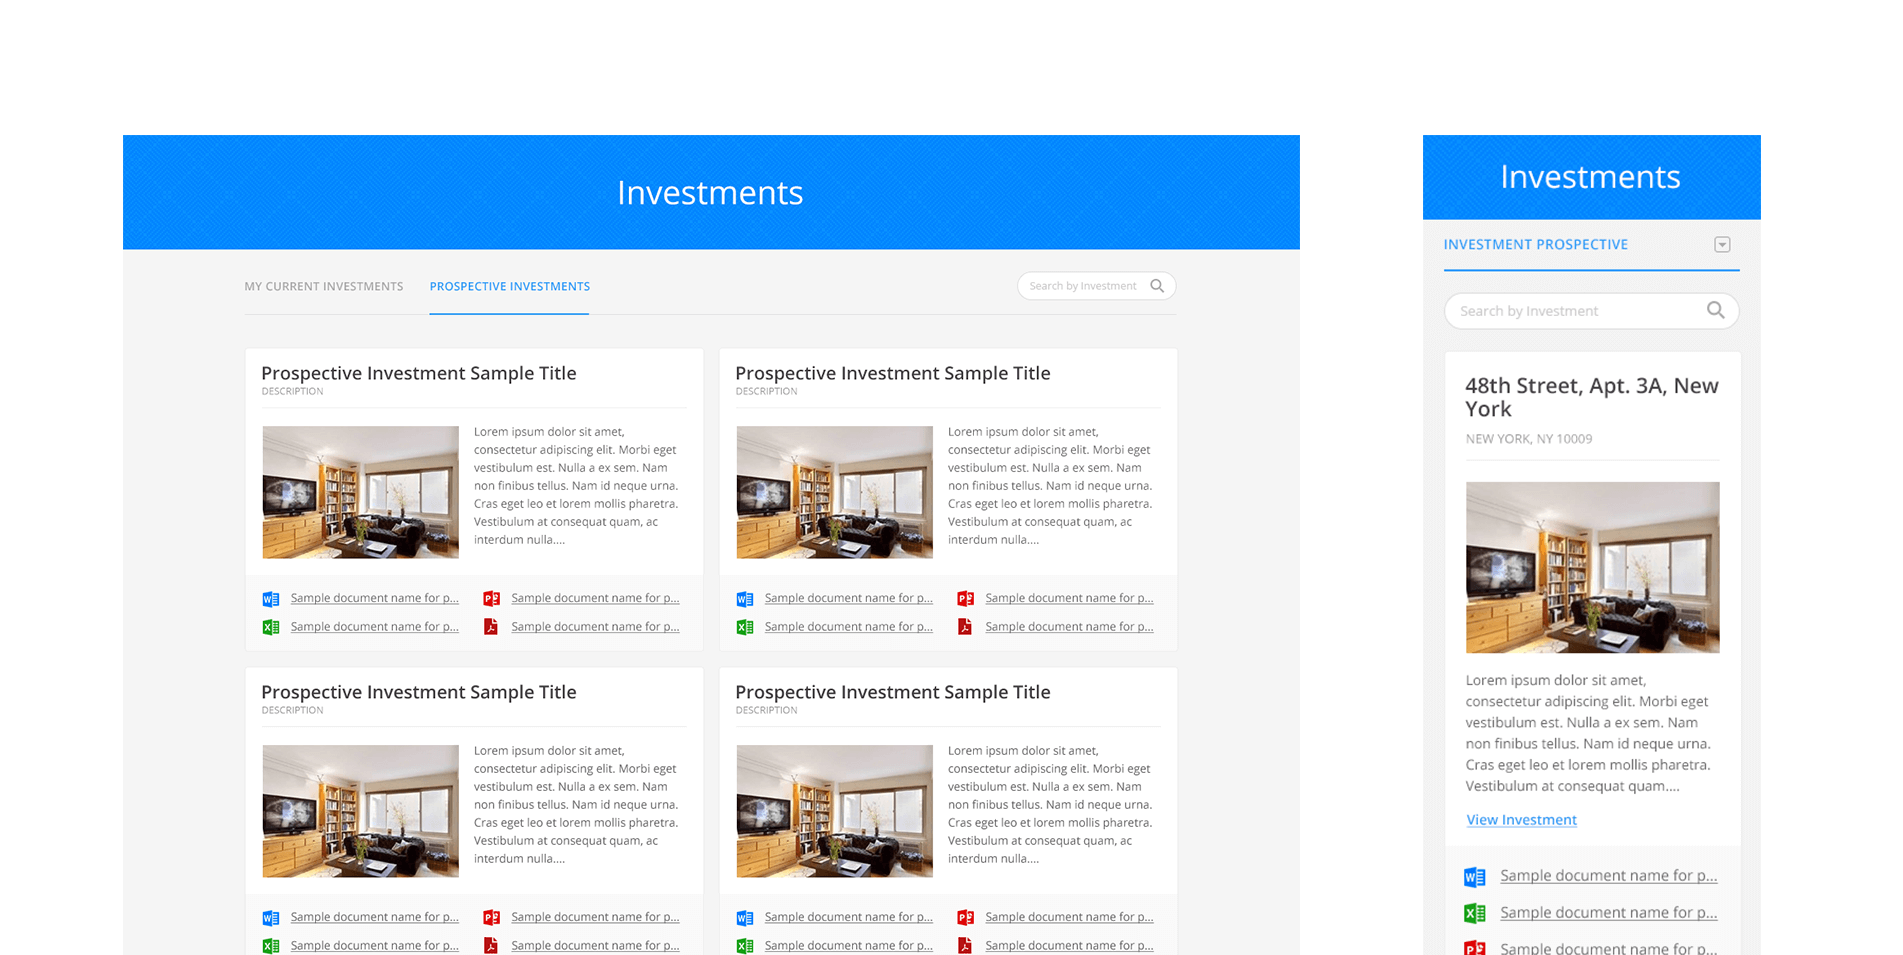 Investments
MY CURRENT INVESTMENTS
PROSPECTIVE INVESTMENTS
Search by Investment
Prospective Investment Sample Title
DESCRIPTION
Lorem ipsum dolor sit amet,
consectetur adipiscing elit. Morbi eget
vestibulum est. Nulla a ex sem. Nam
non finibus tellus. Nam id neque urna.
Cras eget leo et lorem mollis pharetra.
Vestibulum at consequat quam, ac
interdum nulla....
Sample document name for p...
Sample document name for p...
Sample document name for p...
Sample document name for p...
Prospective Investment Sample Title
DESCRIPTION
Lorem ipsum dolor sit amet,
consectetur adipiscing elit. Morbi eget
vestibulum est. Nulla a ex sem. Nam
non finibus tellus. Nam id neque urna.
Cras eget leo et lorem mollis pharetra.
Vestibulum at consequat quam, ac
interdum nulla....
Sample document name for p...
Sample document name for p...
Sample document name for p...
Sample document name for p...
Prospective Investment Sample Title
DESCRIPTION
Lorem ipsum dolor sit amet,
consectetur adipiscing elit. Morbi eget
vestibulum est. Nulla a ex sem. Nam
non finibus tellus. Nam id neque urna.
Cras eget leo et lorem mollis pharetra.
Vestibulum at consequat quam, ac
interdum nulla....
Sample document name for p...
Sample document name for p...
Sample document name for p...
Sample document name for p...
Prospective Investment Sample Title
DESCRIPTION
Lorem ipsum dolor sit amet,
consectetur adipiscing elit. Morbi eget
vestibulum est. Nulla a ex sem. Nam
non finibus tellus. Nam id neque urna.
Cras eget leo et lorem mollis pharetra.
Vestibulum at consequat quam, ac
interdum nulla....
Sample document name for p...
Sample document name for p...
Sample document name for p...
Sample document name for p...
Investments
INVESTMENT PROSPECTIVE
Search by Investment
48th Street, Apt. 3A, New
York
NEW YORK, NY 10009
Lorem ipsum dolor sit amet,
consectetur adipiscing elit. Morbi eget
vestibulum est. Nulla a ex sem. Nam
non finibus tellus. Nam id neque urna.
Cras eget leo et lorem mollis pharetra.
Vestibulum at consequat quam....
View Investment
Sample document name for p...
Sample document name for p...
Sample document name for p...